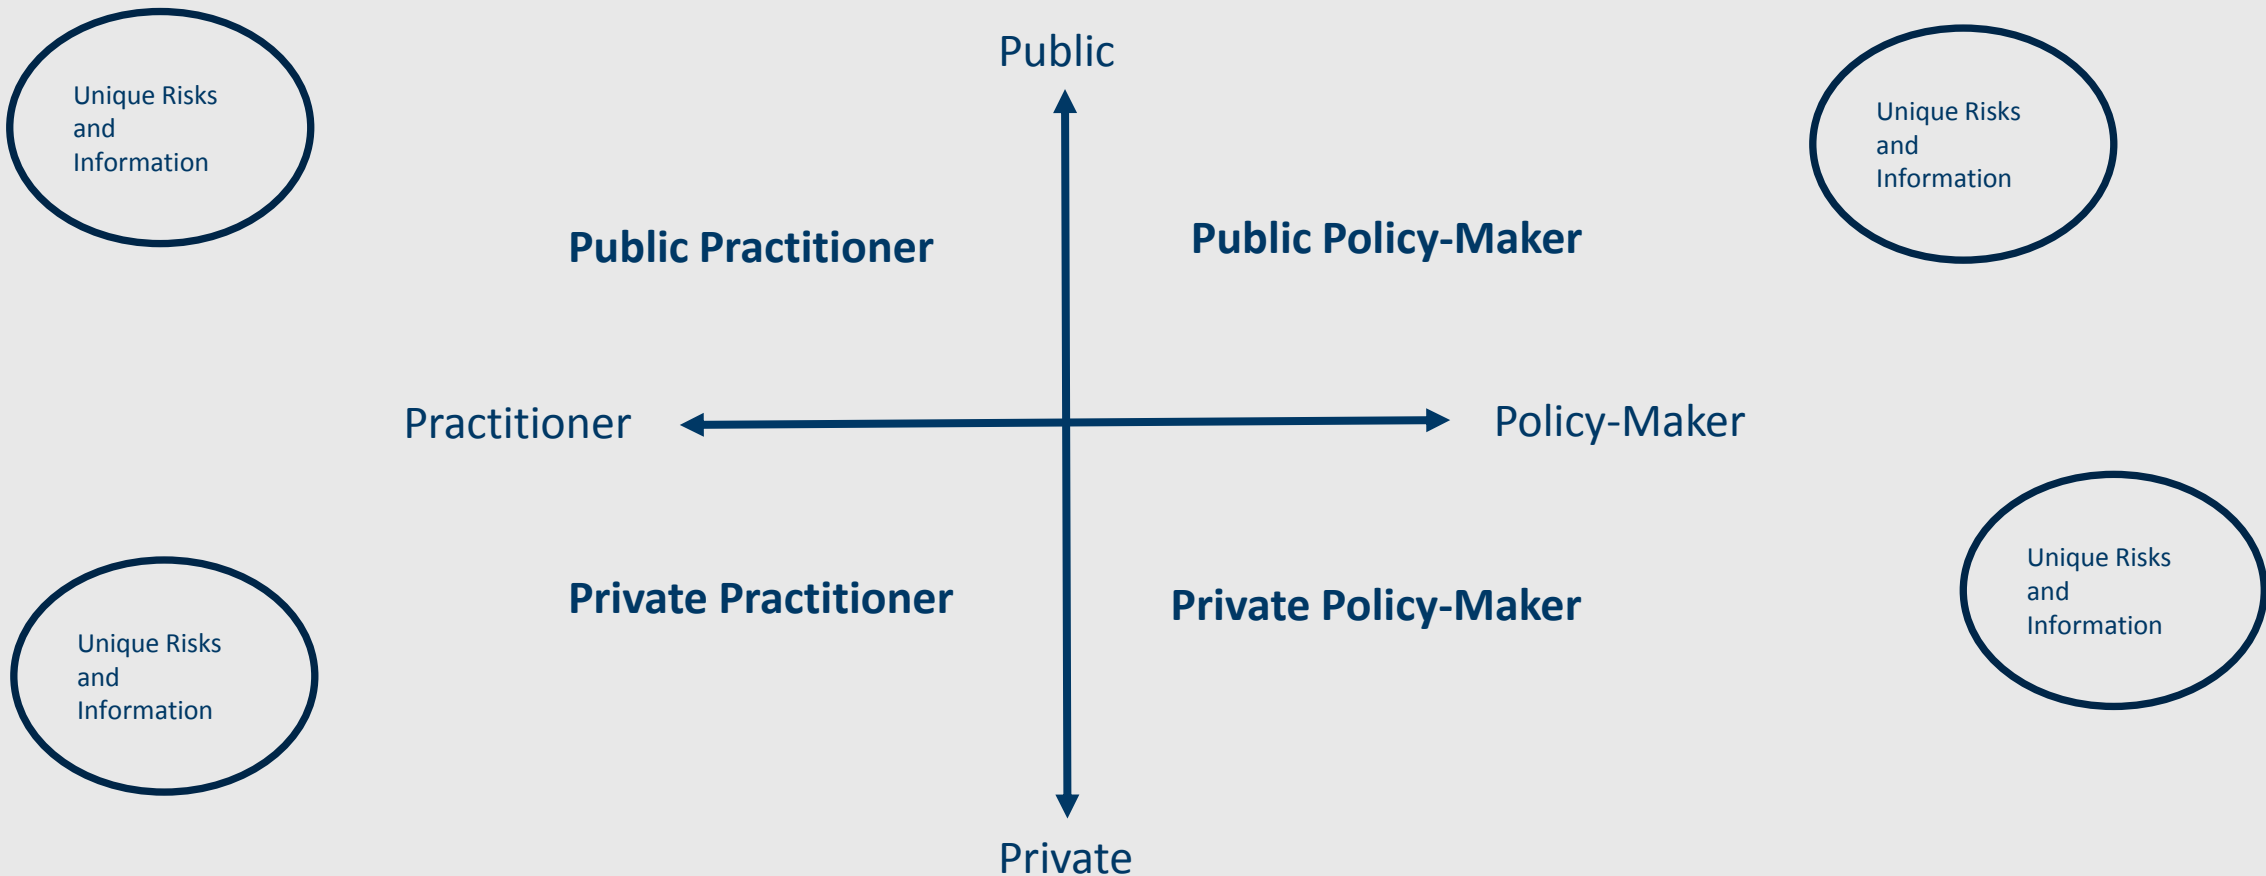 Public
Unique Risks
and
Information
Unique Risks
and
Information
Public Practitioner
Public Policy-Maker
Practitioner
Policy-Maker
Private Practitioner
Private Policy-Maker
Unique Risks
and
Information
Unique Risks
and
Information
Private